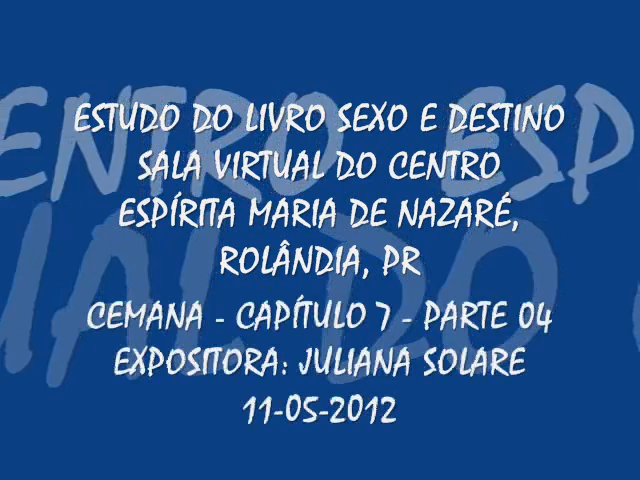 ESTUDO DO LIVRO SEXO E DESTINO
SALA VIRTUAL DO CENTRO
ESPÍRITA MARIA DE NAZARÉ,
ROLÂNDIA, PR
CEMANA - CAPÍTULO 7 - PARTE 04
EXPOSITORA: JULIANA SOLARE
11-05-2012